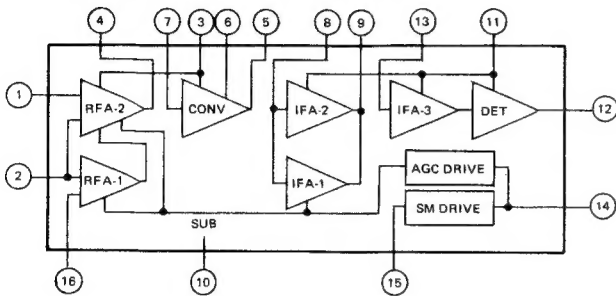 4 7 3 6 5 8 9 13 11
1 RFA-2 CONV IFA-2 IFA-3 DET 12
2 RFA-1 IFA-1 AGC DRIVE
SM DRIVE 14
SUB
16 10 15